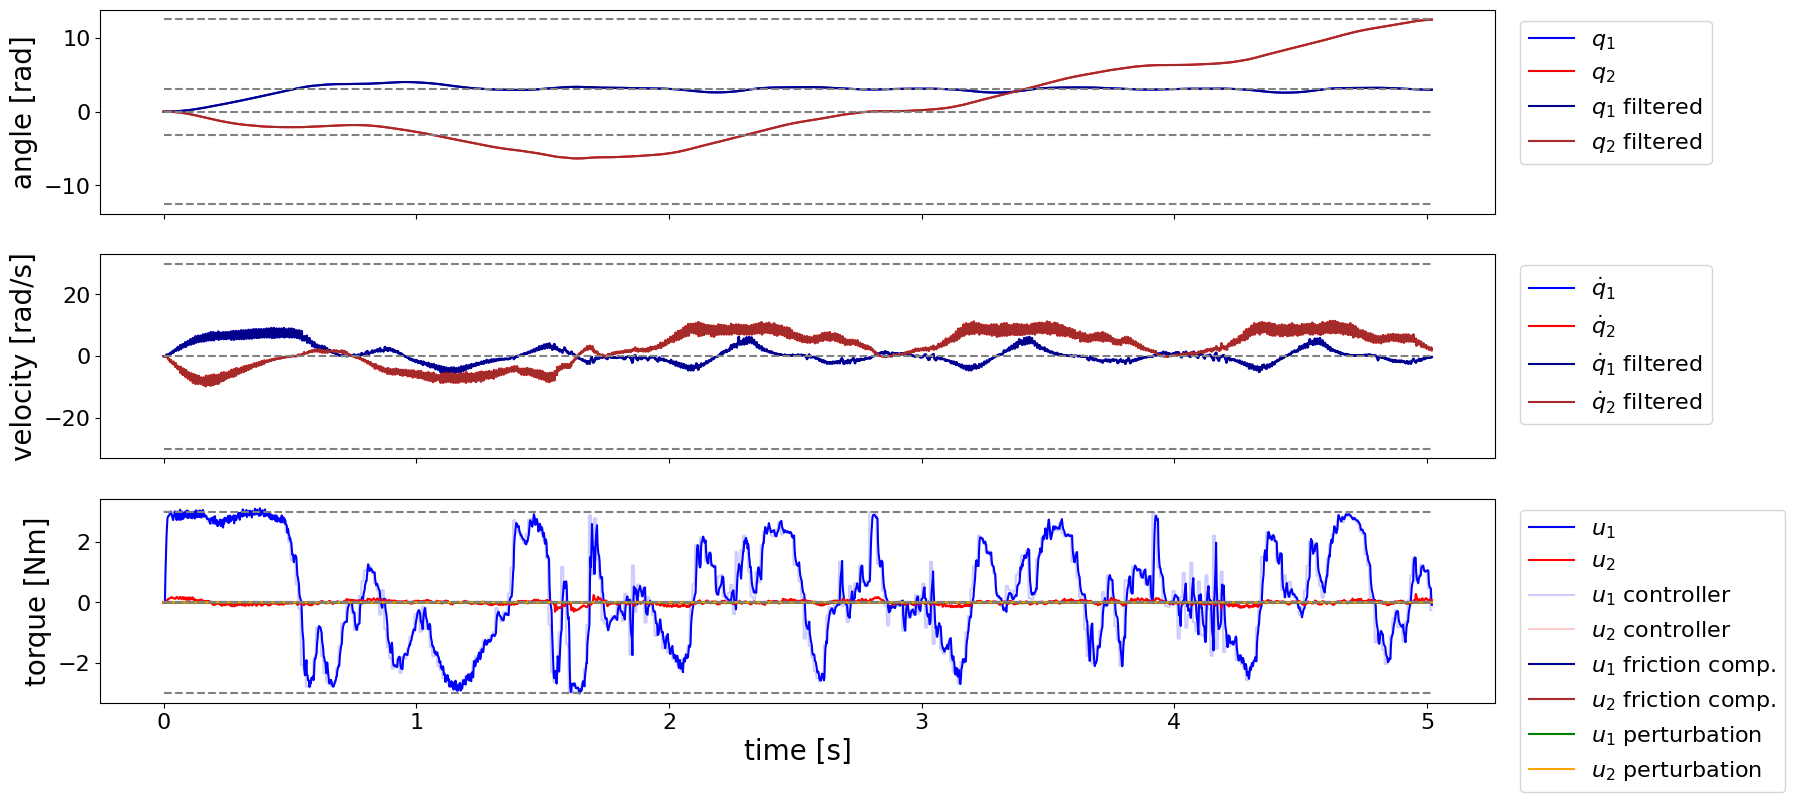 angle [rad]
10
0
−10
q₁
q₂
q₁ filtered
q₂ filtered
velocity [rad/s]
20
0
−20
q̇₁
q̇₂
q̇₁ filtered
q̇₂ filtered
torque [Nm]
2
0
−2
0 1 2 3 4 5
time [s]
u₁
u₂
u₁ controller
u₂ controller
u₁ friction comp.
u₂ friction comp.
u₁ perturbation
u₂ perturbation